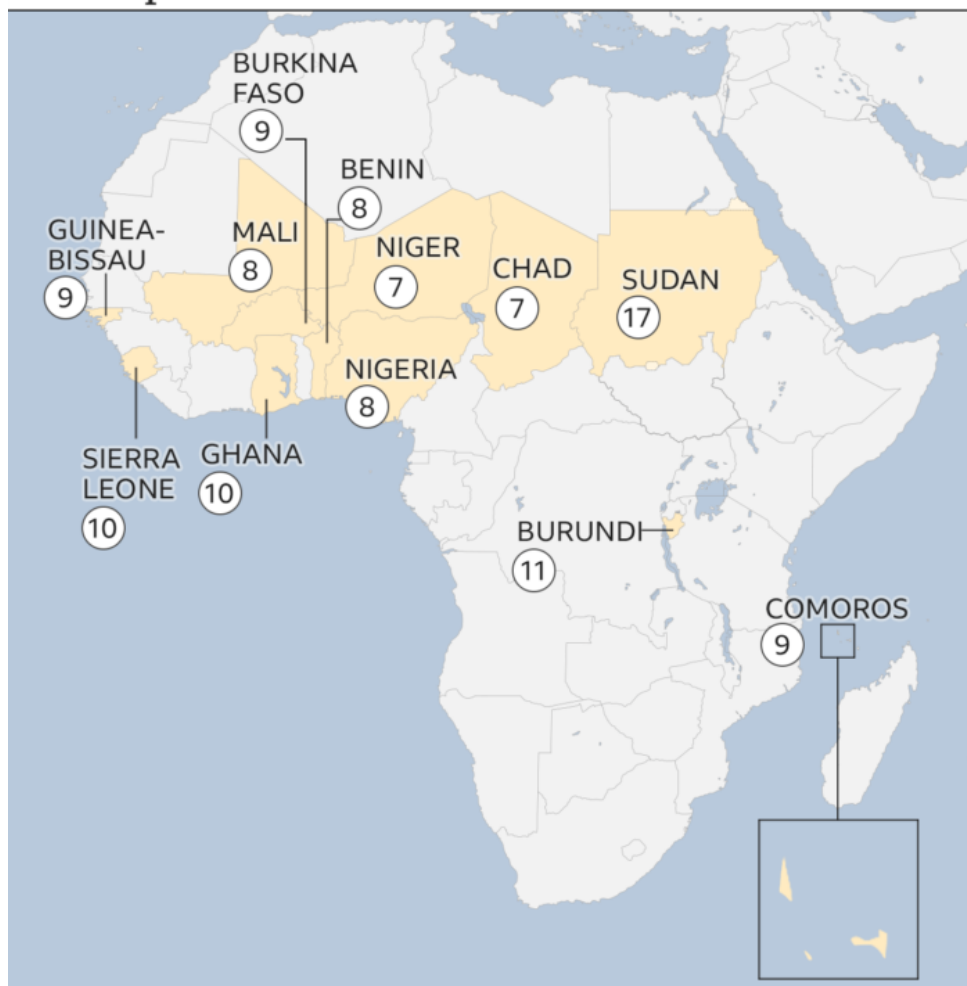 BURKINA
FASO
9
BENIN
8
GUINEA-
BISSAU
9
MALI
8
NIGER
7
CHAD
7
SUDAN
17
NIGERIA
8
SIERRA
LEONE
10
GHANA
10
BURUNDI
11
COMOROS
9